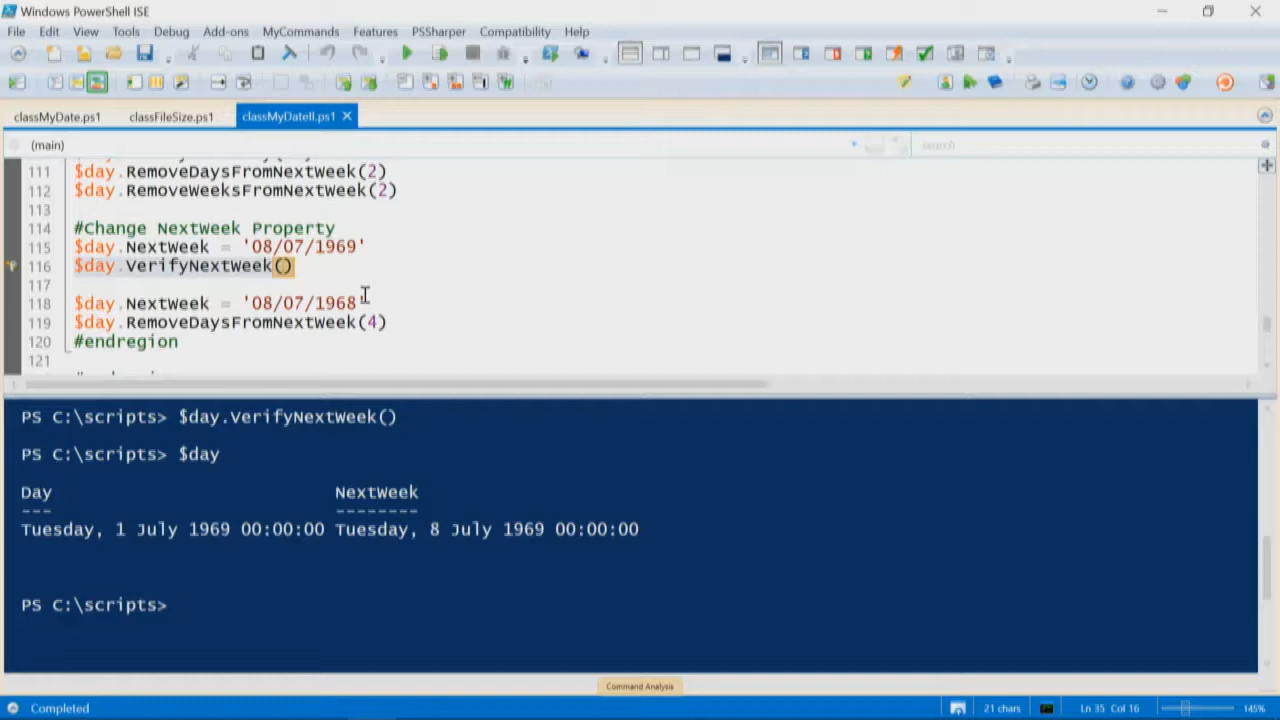 Windows PowerShell ISE
File Edit View Tools Debug Add-ons MyCommands Features PSSharper Compatibility Help
classMyDate.ps1 classFileSize.ps1 classMyDateII.ps1
(main) search
111 $day.RemoveDaysFromNextWeek(2)
112 $day.RemoveWeeksFromNextWeek(2)
113
114 #Change NextWeek Property
115 $day.NextWeek = '08/07/1969'
116 $day.VerifyNextWeek()
117
118 $day.NextWeek = '08/07/1968'
119 $day.RemoveDaysFromNextWeek(4)
120 #endregion
121
PS C:\scripts> $day.VerifyNextWeek()
PS C:\scripts> $day
Day NextWeek
--- --------
Tuesday, 1 July 1969 00:00:00 Tuesday, 8 July 1969 00:00:00
PS C:\scripts>
Command Analysis
Completed 21 chars Ln 35 Col 16 145%